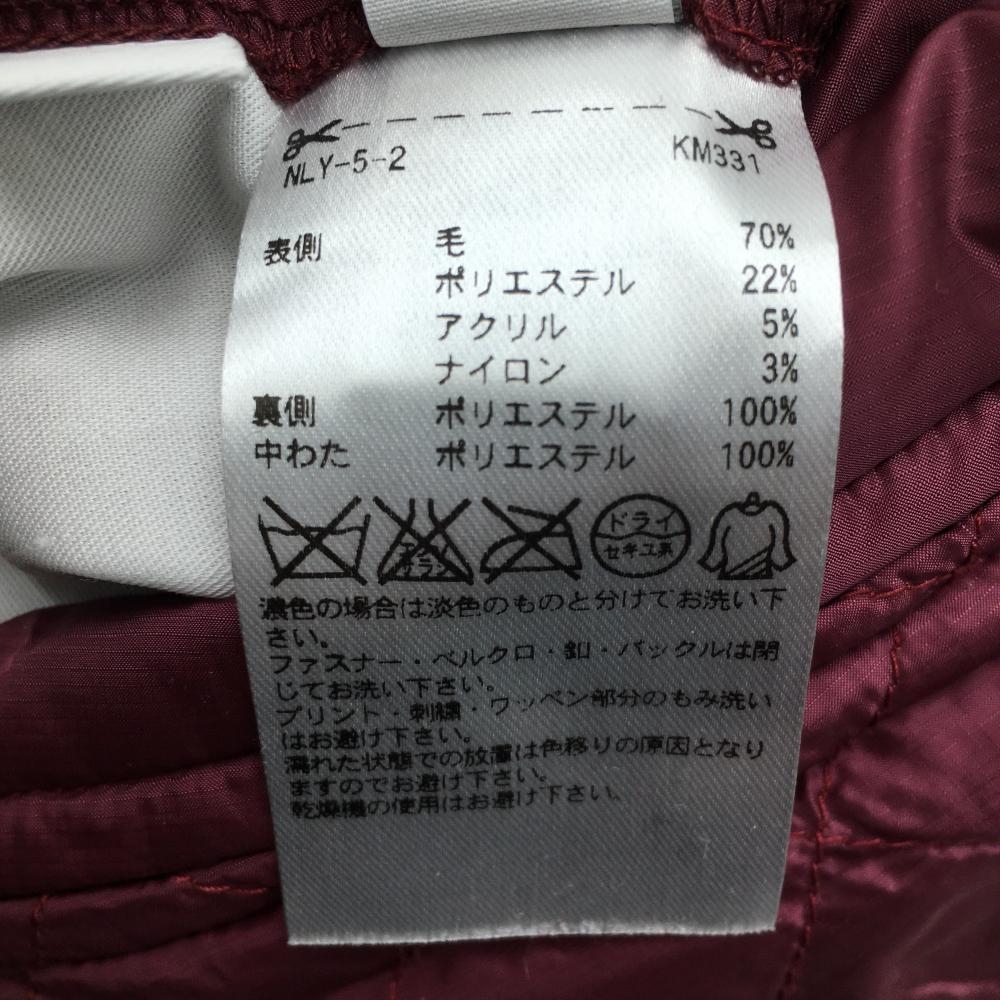 NLY-5-2 KM331
表側 毛 70%
ポリエステル 22%
アクリル 5%
ナイロン 3%
裏側 ポリエステル 100%
中わた ポリエステル 100%
エンソ
サラシ
ドライ
セキユ系
濃色の場合は淡色のものと分けてお洗い下
さい。
ファスナー・ベルクロ・釦・バックルは閉
じてお洗い下さい。
プリント・刺繍・ワッペン部分のもみ洗い
はお避け下さい。
濡れた状態での放置は色移りの原因となり
ますのでお避け下さい。
乾燥機の使用はお避け下さい。